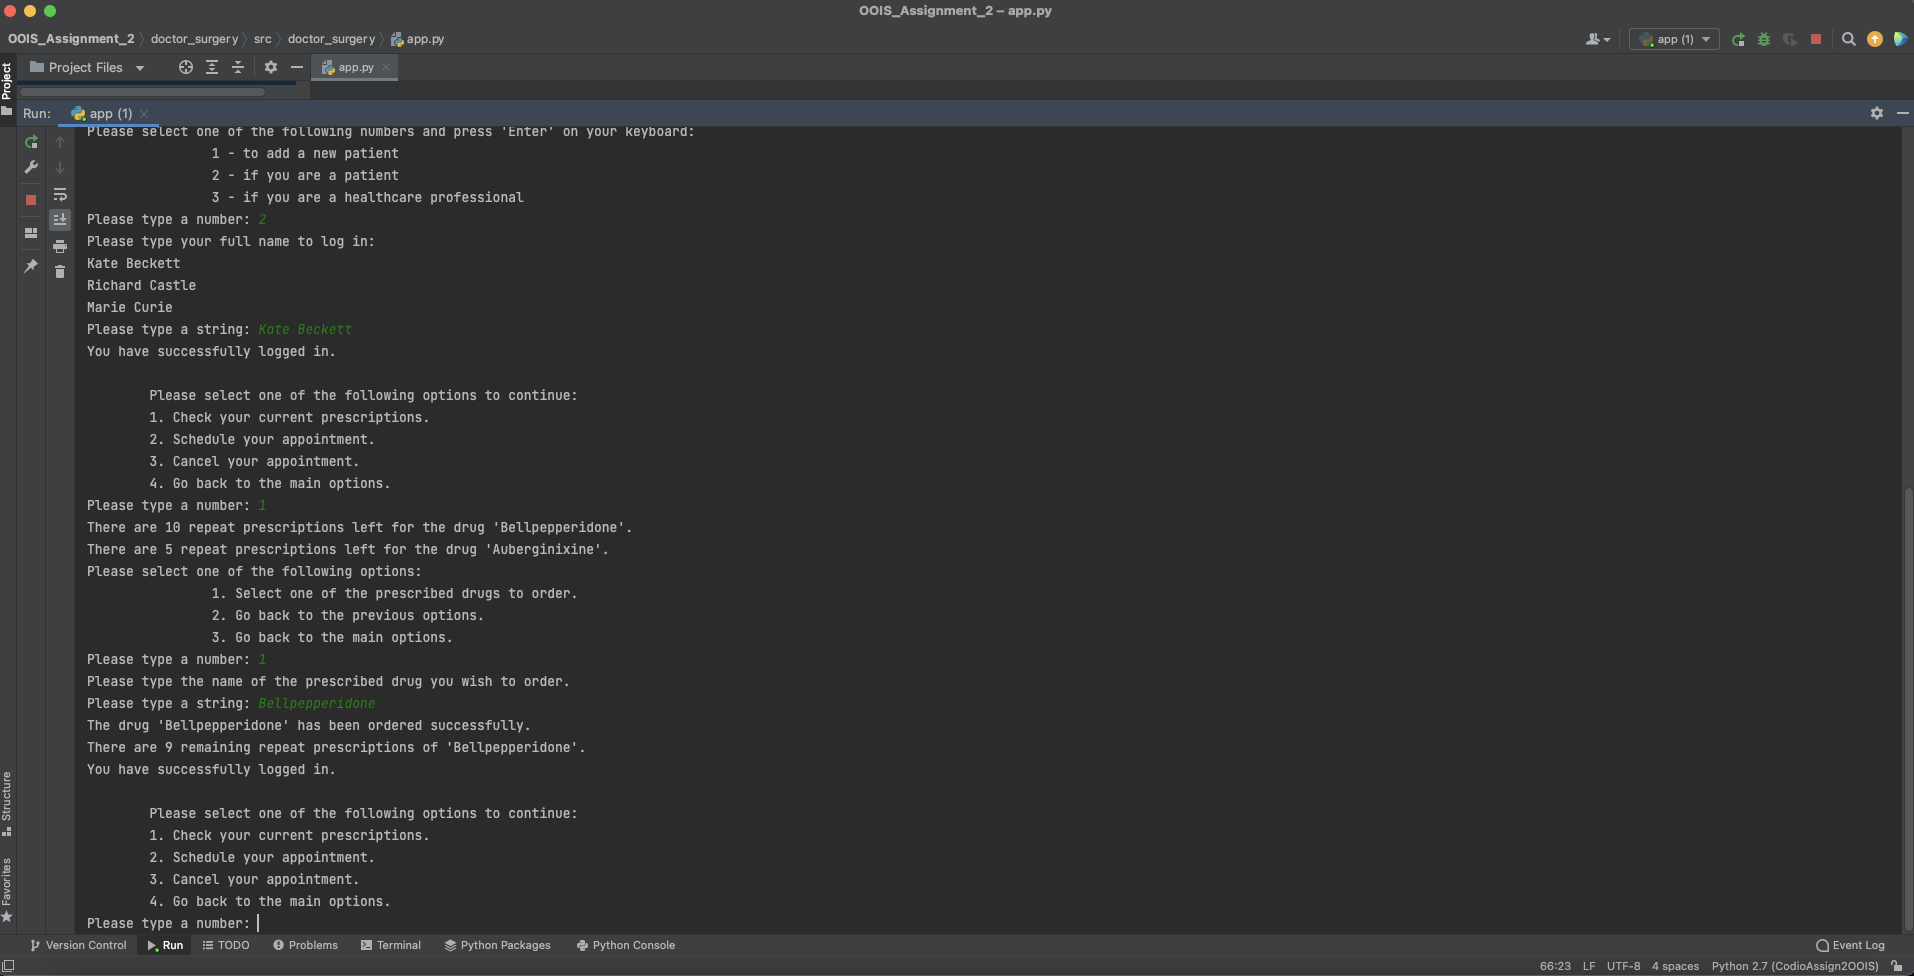 OOIS_Assignment_2 – app.py
OOIS_Assignment_2 doctor_surgery src doctor_surgery app.py
app (1)
Project Files
app.py
Project
Run: app (1)
Please select one of the following numbers and press 'Enter' on your keyboard:
1 - to add a new patient
2 - if you are a patient
3 - if you are a healthcare professional
Please type a number: 2
Please type your full name to log in:
Kate Beckett
Richard Castle
Marie Curie
Please type a string: Kate Beckett
You have successfully logged in.
Please select one of the following options to continue:
1. Check your current prescriptions.
2. Schedule your appointment.
3. Cancel your appointment.
4. Go back to the main options.
Please type a number: 1
There are 10 repeat prescriptions left for the drug 'Bellpepperidone'.
There are 5 repeat prescriptions left for the drug 'Auberginixine'.
Please select one of the following options:
1. Select one of the prescribed drugs to order.
2. Go back to the previous options.
3. Go back to the main options.
Please type a number: 1
Please type the name of the prescribed drug you wish to order.
Please type a string: Bellpepperidone
The drug 'Bellpepperidone' has been ordered successfully.
There are 9 remaining repeat prescriptions of 'Bellpepperidone'.
You have successfully logged in.
Please select one of the following options to continue:
1. Check your current prescriptions.
2. Schedule your appointment.
3. Cancel your appointment.
4. Go back to the main options.
Please type a number:
Structure
Favorites
Version Control Run TODO Problems Terminal Python Packages Python Console Event Log
66:23 LF UTF-8 4 spaces Python 2.7 (CodioAssign2OOIS)